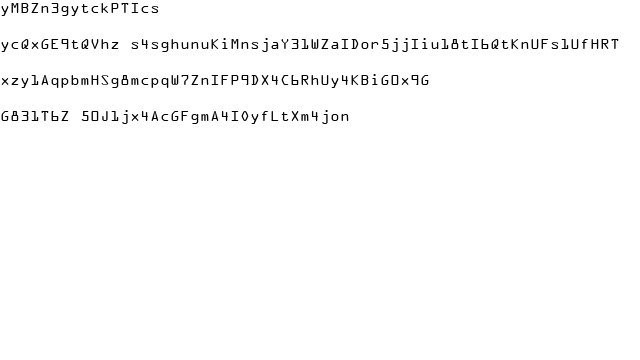 yMBZn3gytckPTIcs
ycQxGE9tQVhz s4sghunuKiMnsjaY31WZaIDor5jjIiu18tI6QtKnUFs1UfHRT
xzy1AqpbmHSg8mcpqW7ZnIFP9DX4C6RhUy4KBiGOx9G
G831T6Z 5OJ1jx4AcGFgmA4I0yfLtXm4jon